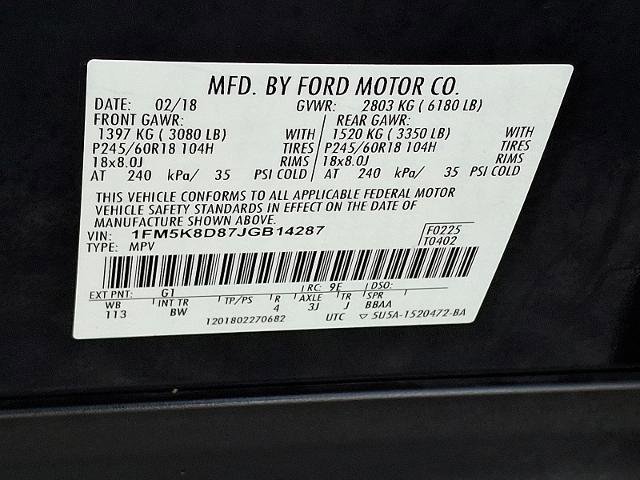 MFD. BY FORD MOTOR CO.
DATE: 02/18 GVWR: 2803 KG ( 6180 LB)
FRONT GAWR: REAR GAWR:
1397 KG ( 3080 LB) WITH 1520 KG ( 3350 LB) WITH
P245/60R18 104H TIRES P245/60R18 104H TIRES
18x8.0J RIMS 18x8.0J RIMS
AT 240 kPa/ 35 PSI COLD AT 240 kPa/ 35 PSI COLD
THIS VEHICLE CONFORMS TO ALL APPLICABLE FEDERAL MOTOR
VEHICLE SAFETY STANDARDS IN EFFECT ON THE DATE OF
MANUFACTURE SHOWN ABOVE.
VIN: 1FM5K8D87JGB14287 F0225
TYPE: MPV T0402
EXT PNT: G1 RC: 9E DSO:
WB INT TR TP/PS R AXLE TR SPR
113 BW 4 3J J BBAA
1201802270682 UTC ▽ 5U5A-1520472-BA